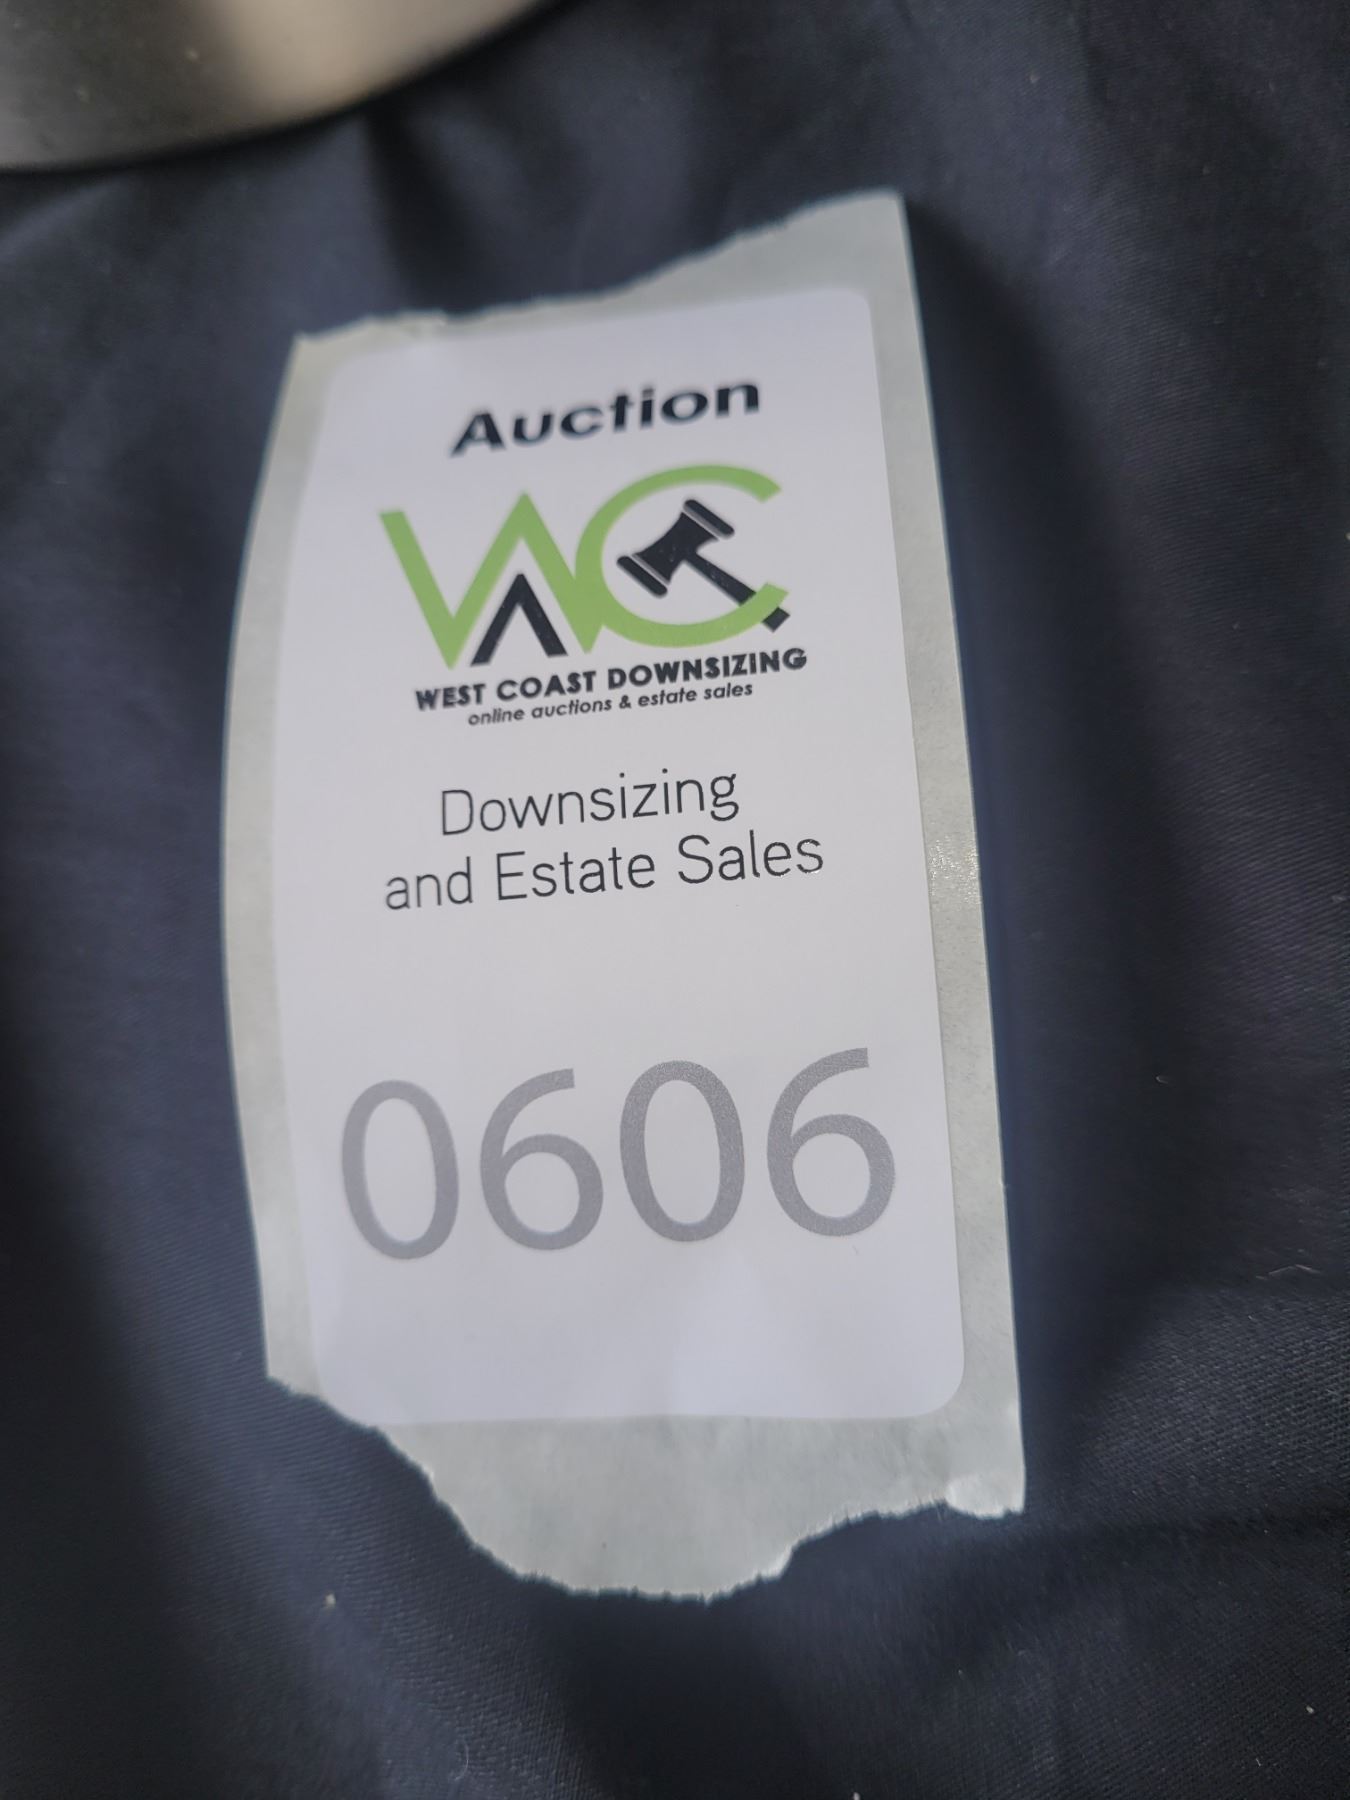 Auction
WC
WEST COAST DOWNSIZING
online auctions & estate sales
Downsizing
and Estate Sales
0606